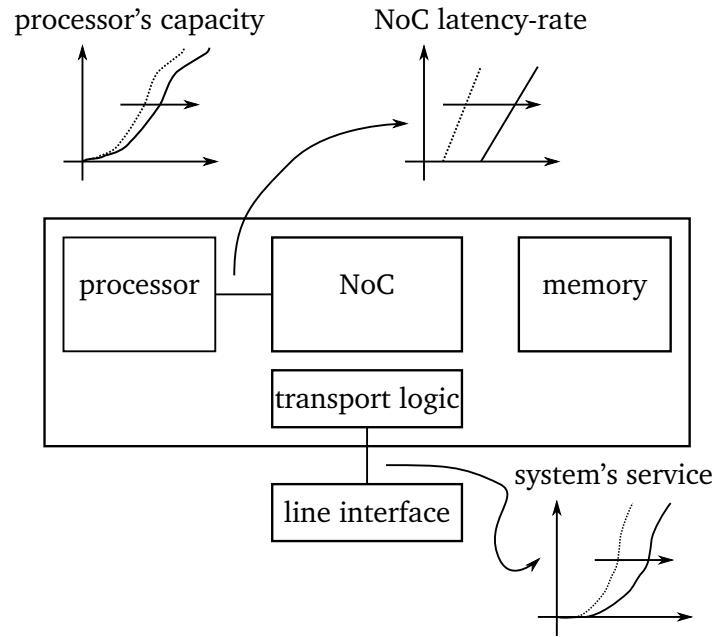 processor's capacity
NoC latency-rate
processor
NoC
memory
transport logic
system's service
line interface